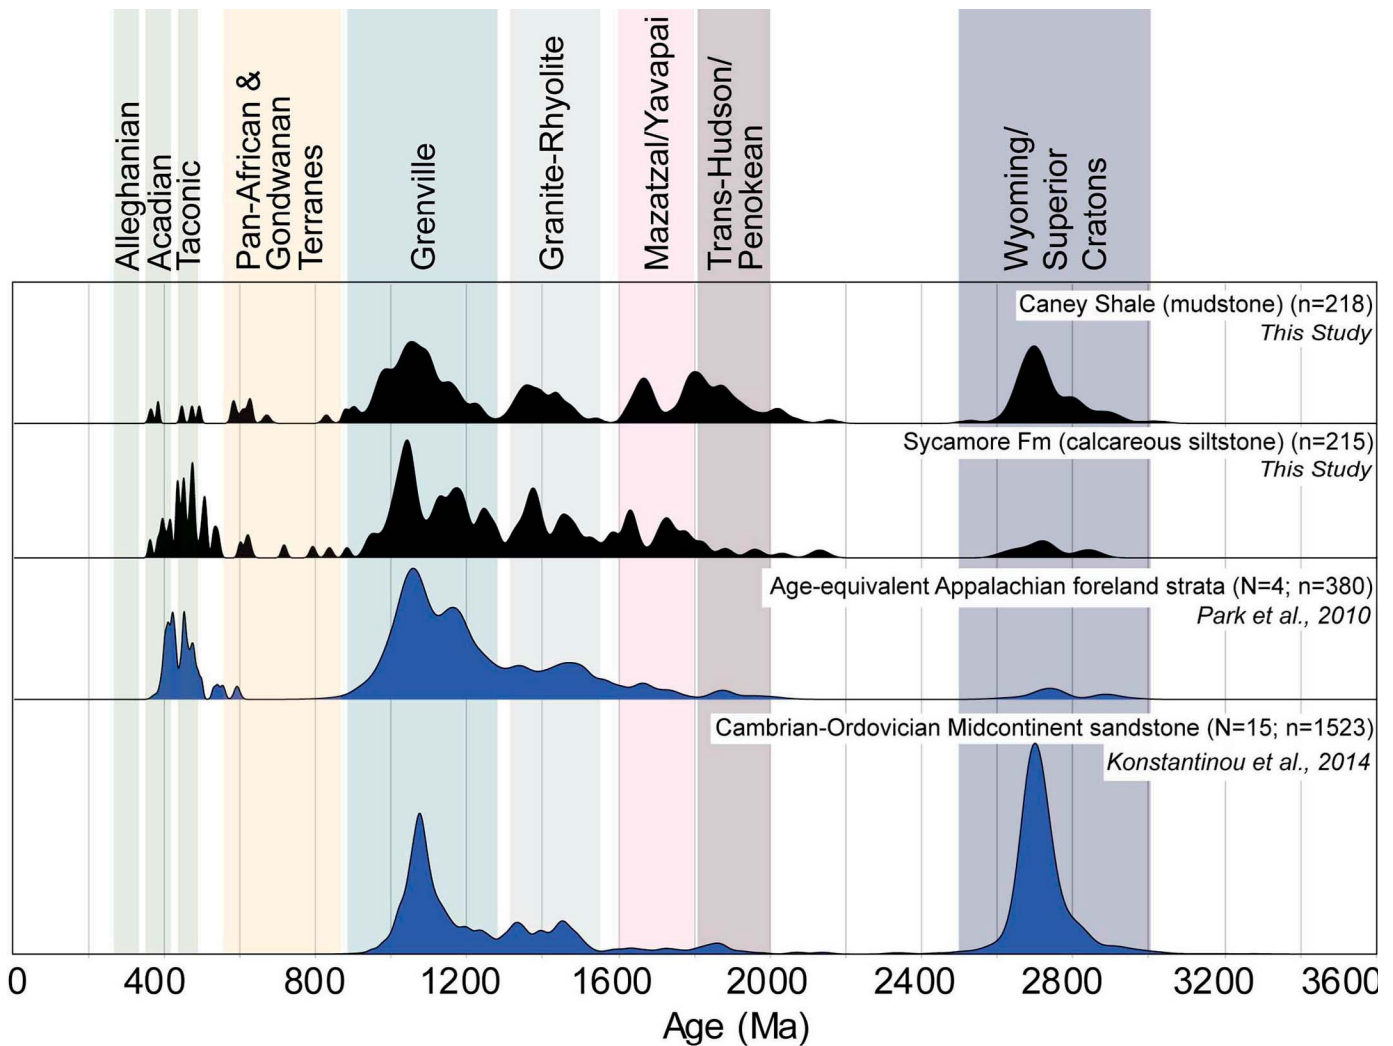 Alleghanian
Acadian
Taconic
Pan-African &
Gondwanan
Terranes
Grenville
Granite-Rhyolite
Mazatzal/Yavapai
Trans-Hudson/
Penokean
Wyoming/
Superior
Cratons
Caney Shale (mudstone) (n=218)
This Study
Sycamore Fm (calcareous siltstone) (n=215)
This Study
Age-equivalent Appalachian foreland strata (N=4; n=380)
Park et al., 2010
Cambrian-Ordovician Midcontinent sandstone (N=15; n=1523)
Konstantinou et al., 2014
0 400 800 1200 1600 2000 2400 2800 3200 3600
Age (Ma)